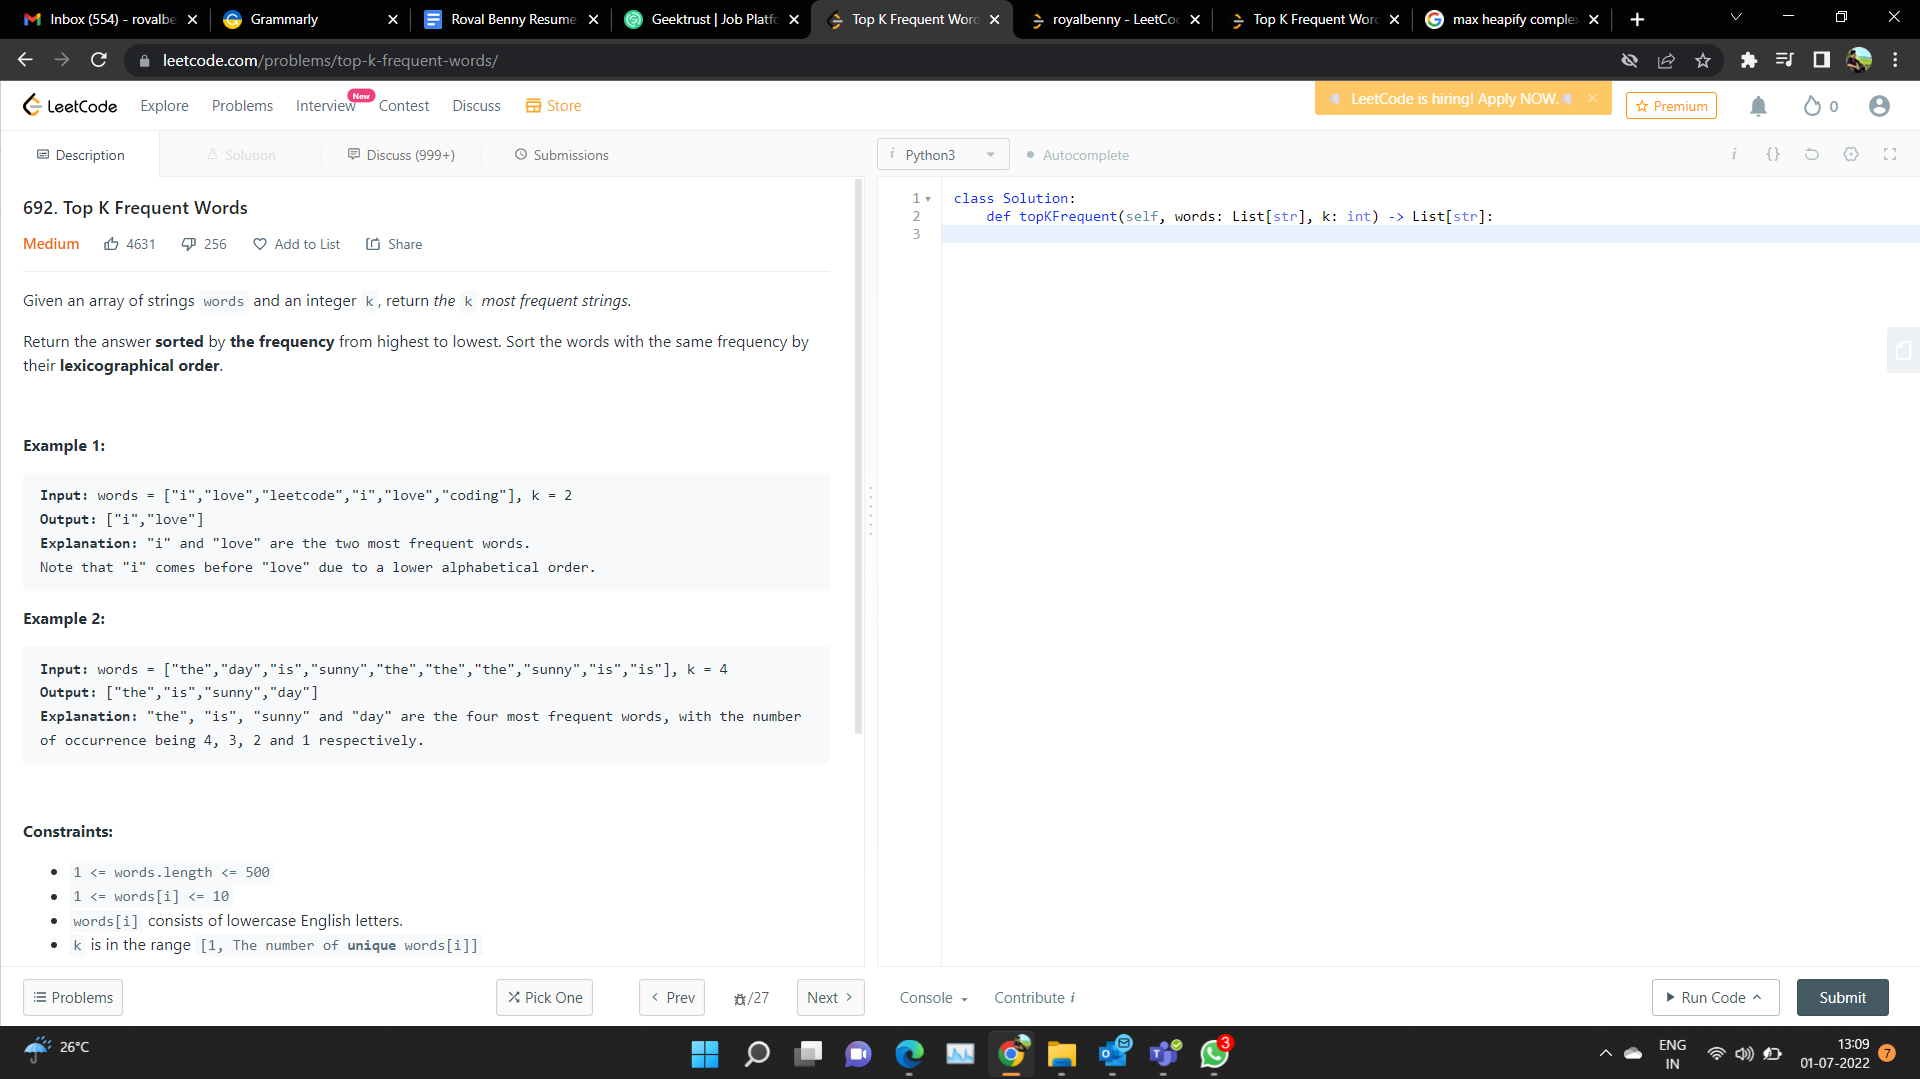 Inbox (554) - rovalbe
Grammarly
Roval Benny Resume
Geektrust | Job Platfo
Top K Frequent Word
royalbenny - LeetCo
Top K Frequent Word
max heapify comple
leetcode.com/problems/top-k-frequent-words/
LeetCode
Explore
Problems
Interview
New
Contest
Discuss
Store
LeetCode is hiring! Apply NOW.
Premium
0
Description
Solution
Discuss (999+)
Submissions
i Python3
Autocomplete
i {}
692. Top K Frequent Words
Medium
4631
256
Add to List
Share
Given an array of strings words and an integer k, return the k most frequent strings.
Return the answer sorted by the frequency from highest to lowest. Sort the words with the same frequency by
their lexicographical order.
Example 1:
Input: words = ["i","love","leetcode","i","love","coding"], k = 2
Output: ["i","love"]
Explanation: "i" and "love" are the two most frequent words.
Note that "i" comes before "love" due to a lower alphabetical order.
Example 2:
Input: words = ["the","day","is","sunny","the","the","the","sunny","is","is"], k = 4
Output: ["the","is","sunny","day"]
Explanation: "the", "is", "sunny" and "day" are the four most frequent words, with the number
of occurrence being 4, 3, 2 and 1 respectively.
Constraints:
1 <= words.length <= 500
1 <= words[i] <= 10
words[i] consists of lowercase English letters.
k is in the range [1, The number of unique words[i]]
1 class Solution:
2 def topKFrequent(self, words: List[str], k: int) -> List[str]:
3
Problems
Pick One
Prev
/27
Next
Console
Contribute i
Run Code
Submit
26°C
3
ENG
IN
13:09
01-07-2022
7